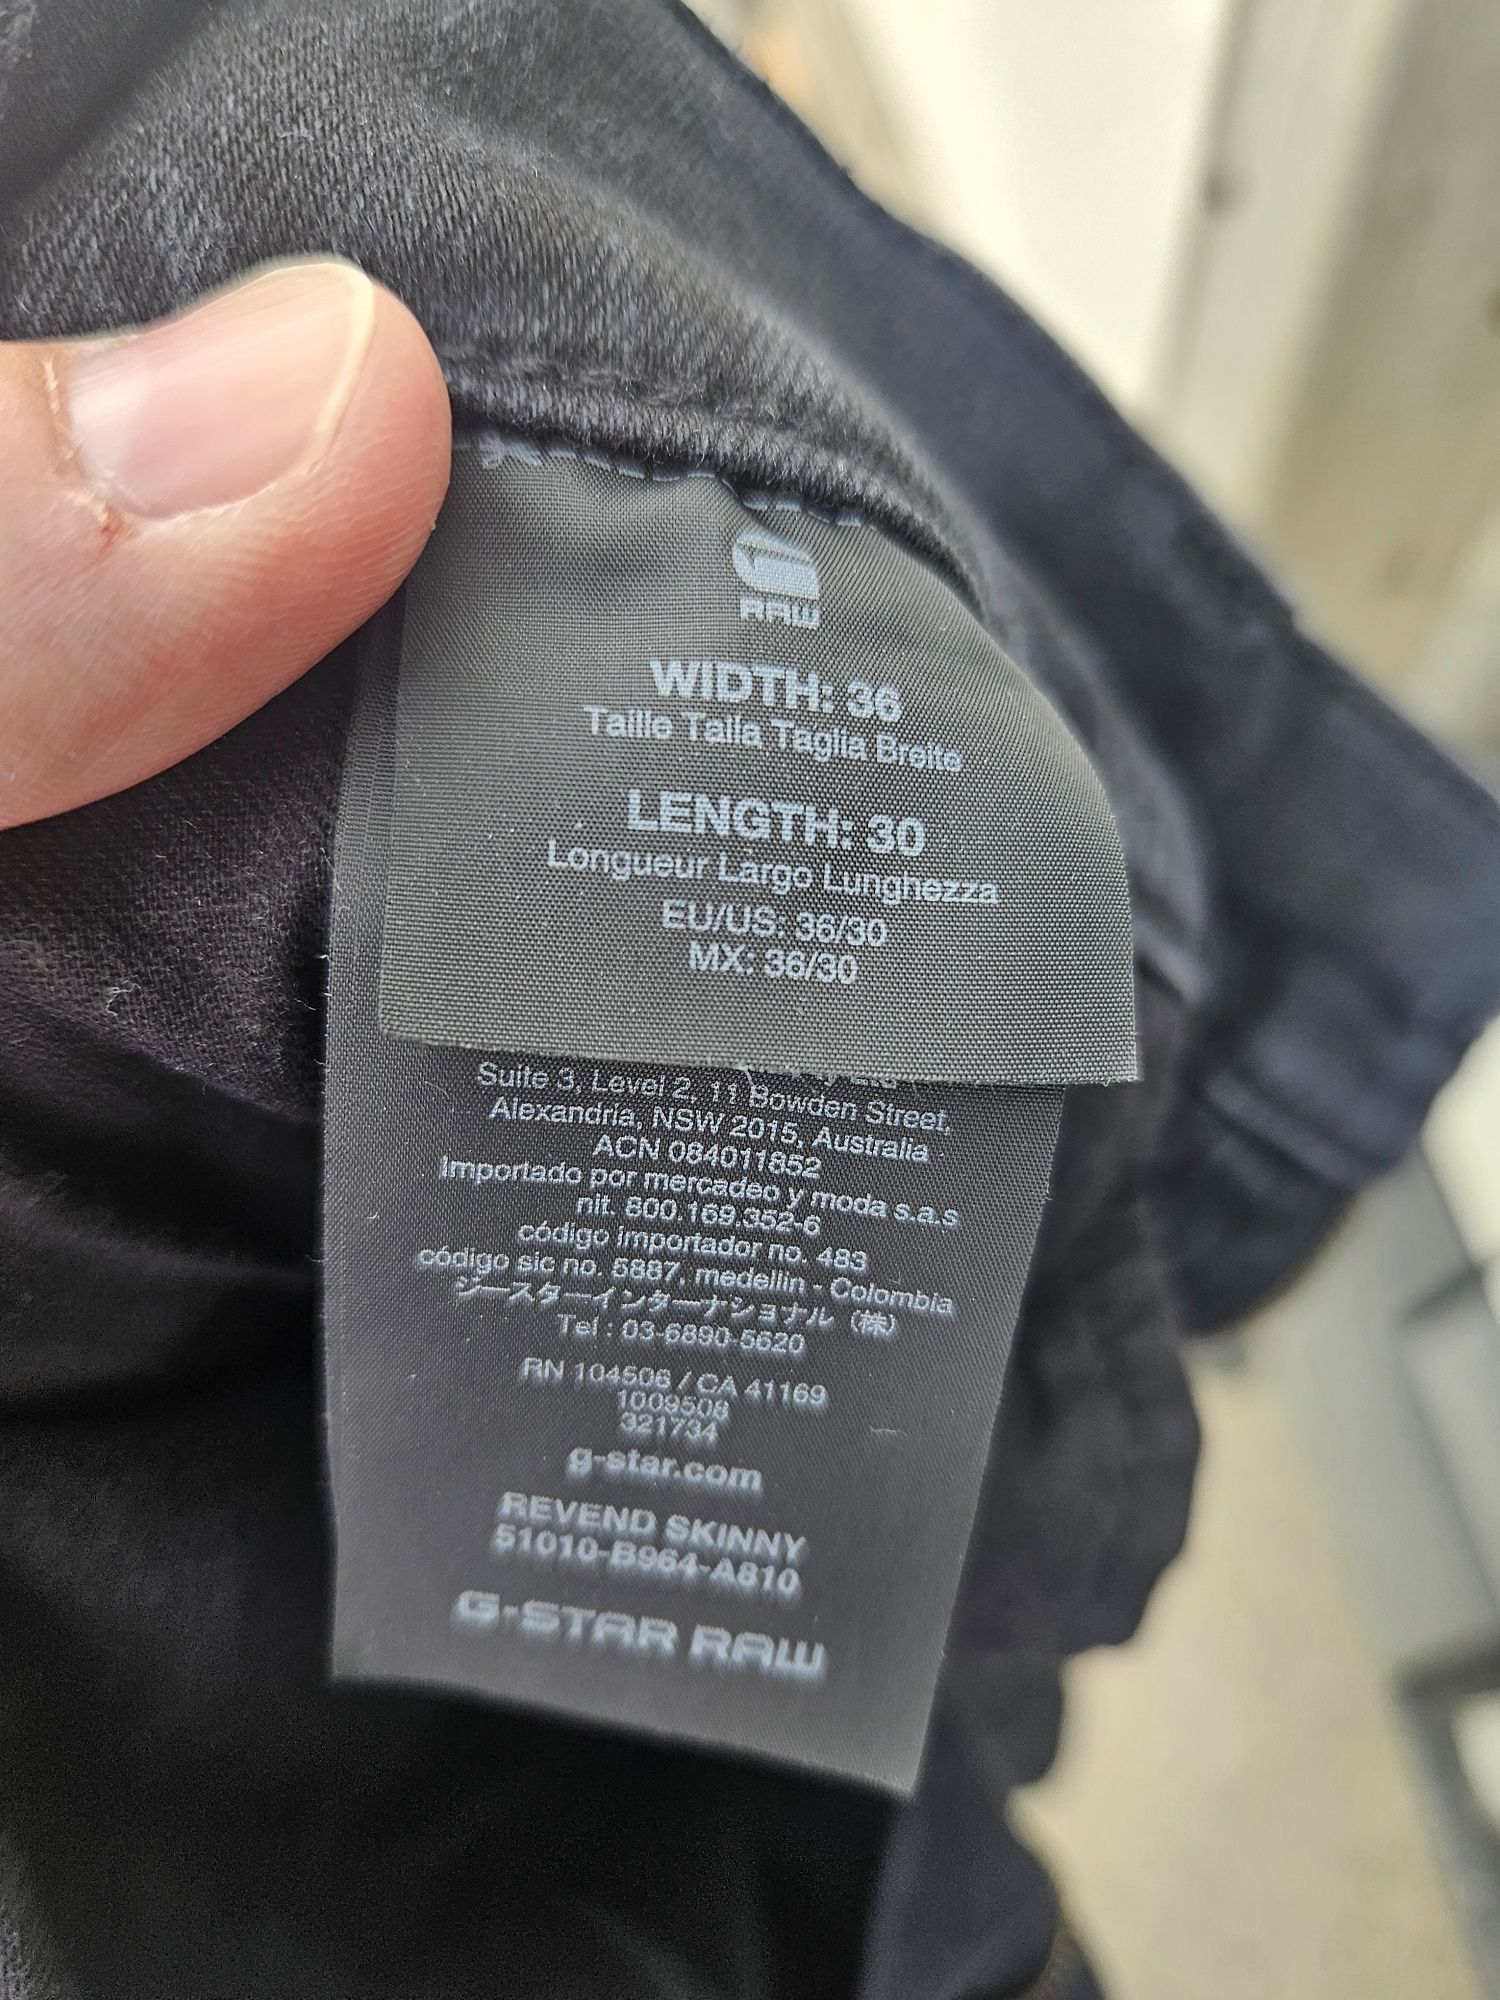 RAW
WIDTH: 36
Taille Talla Taglia Breite
LENGTH: 30
Longueur Largo Lunghezza
EU/US: 36/30
MX: 36/30
Suite 3, Level 2, 11 Bowden Street,
Alexandria, NSW 2015, Australia
ACN 084011852
Importado por mercadeo y moda s.a.s
nit. 800.169.352-6
código importador no. 483
código sic no. 5887, medellin - Colombia
ジースターインターナショナル（株）
Tel : 03-6890-5620
RN 104506 / CA 41169
1009508
321734
g-star.com
REVEND SKINNY
51010-B964-A810
G-STAR RAW